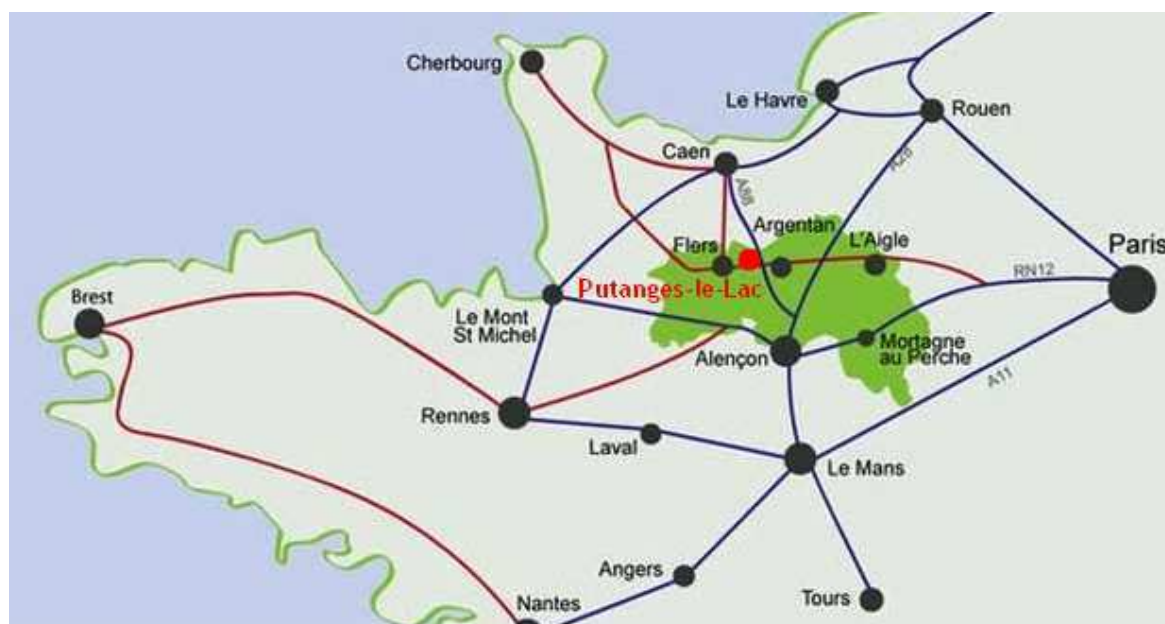 Cherbourg
Le Havre
Rouen
Caen
A28
A88
Argentan
Flers
L'Aigle
Paris
RN12
Putanges-le-Lac
Brest
Le Mont
St Michel
Alençon
Mortagne
au Perche
A11
Rennes
Laval
Le Mans
Angers
Tours
Nantes